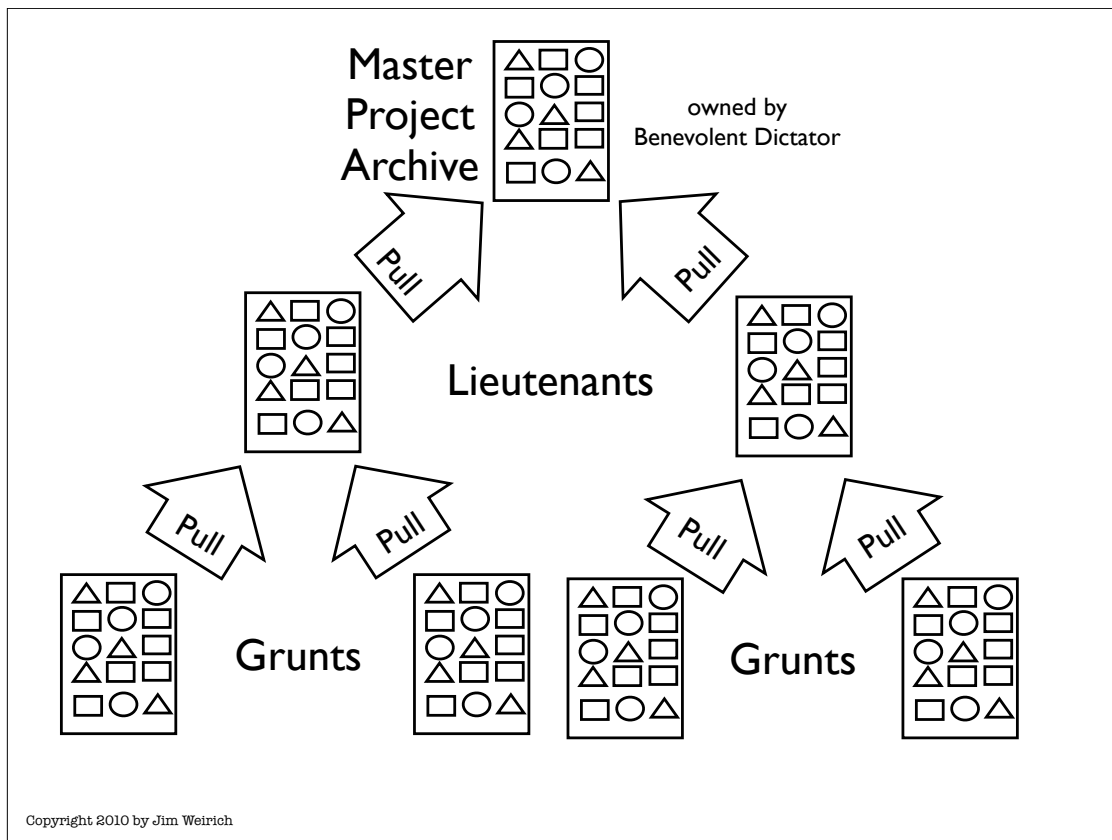 Master
Project
Archive
owned by
Benevolent Dictator
Pull
Pull
Lieutenants
Pull
Pull
Pull
Pull
Grunts
Grunts
Copyright 2010 by Jim Weirich